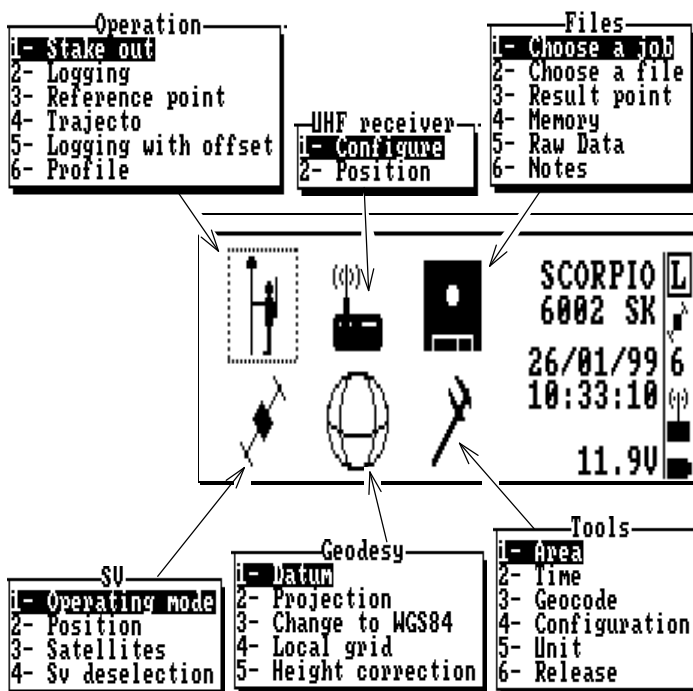 Operation
1- Stake out
2- Logging
3- Reference point
4- Trajecto
5- Logging with offset
6- Profile
UHF receiver
1- Configure
2- Position
Files
1- Choose a job
2- Choose a file
3- Result point
4- Memory
5- Raw Data
6- Notes
SCORPIO L
6002 SK
26/01/99 6
10:33:10
11.9V
SV
1- Operating mode
2- Position
3- Satellites
4- Sv deselection
Geodesy
1- Datum
2- Projection
3- Change to WGS84
4- Local grid
5- Height correction
Tools
1- Area
2- Time
3- Geocode
4- Configuration
5- Unit
6- Release